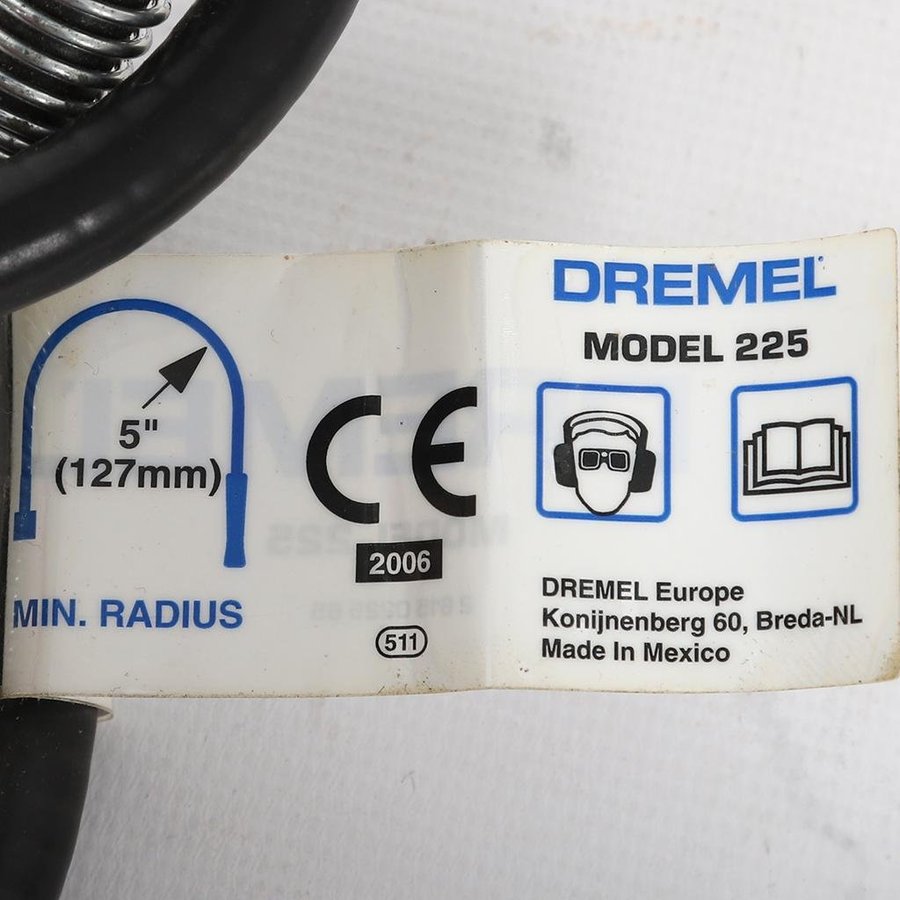 5"
(127mm)
MIN. RADIUS
CE
2006
511
DREMEL
MODEL 225
DREMEL Europe
Konijnenberg 60, Breda-NL
Made In Mexico